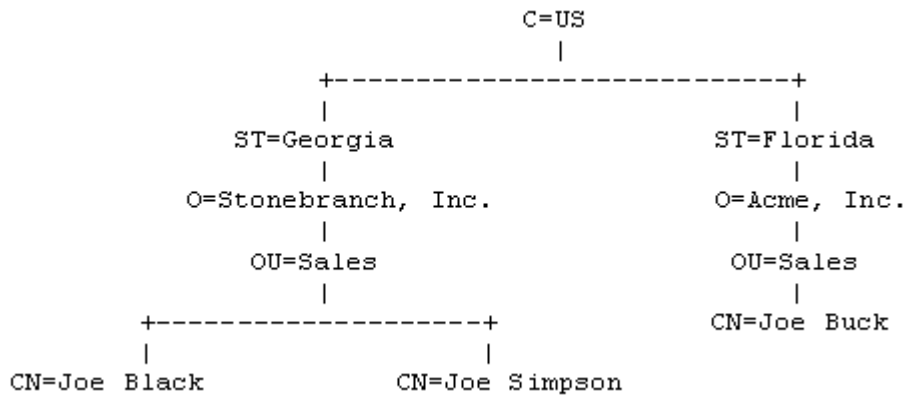 C=US
ST=Georgia ST=Florida
O=Stonebranch, Inc. O=Acme, Inc.
OU=Sales OU=Sales
CN=Joe Buck
CN=Joe Black CN=Joe Simpson